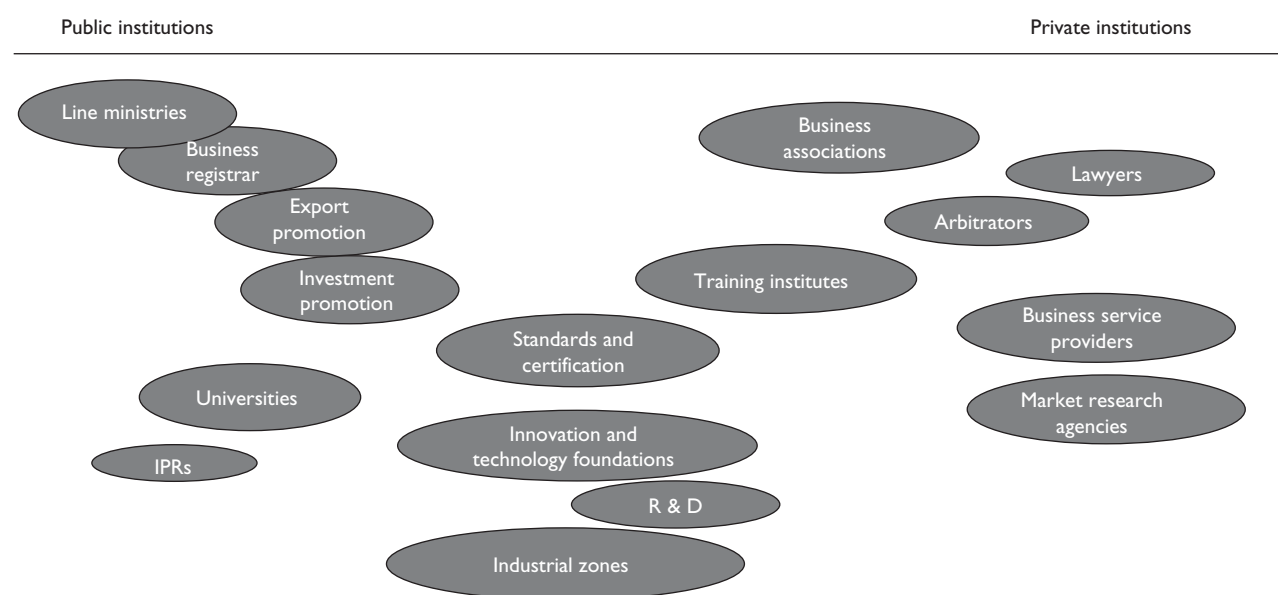 Public institutions
Private institutions
Line ministries
Business
registrar
Export
promotion
Investment
promotion
Business
associations
Lawyers
Arbitrators
Training institutes
Standards and
certification
Business service
providers
Universities
Market research
agencies
IPRs
Innovation and
technology foundations
R & D
Industrial zones